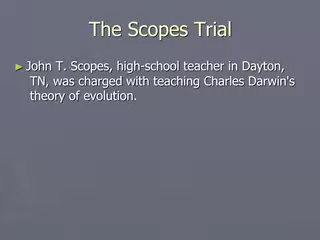 The Scopes Trial
► John T. Scopes, high-school teacher in Dayton,
TN, was charged with teaching Charles Darwin's
theory of evolution.